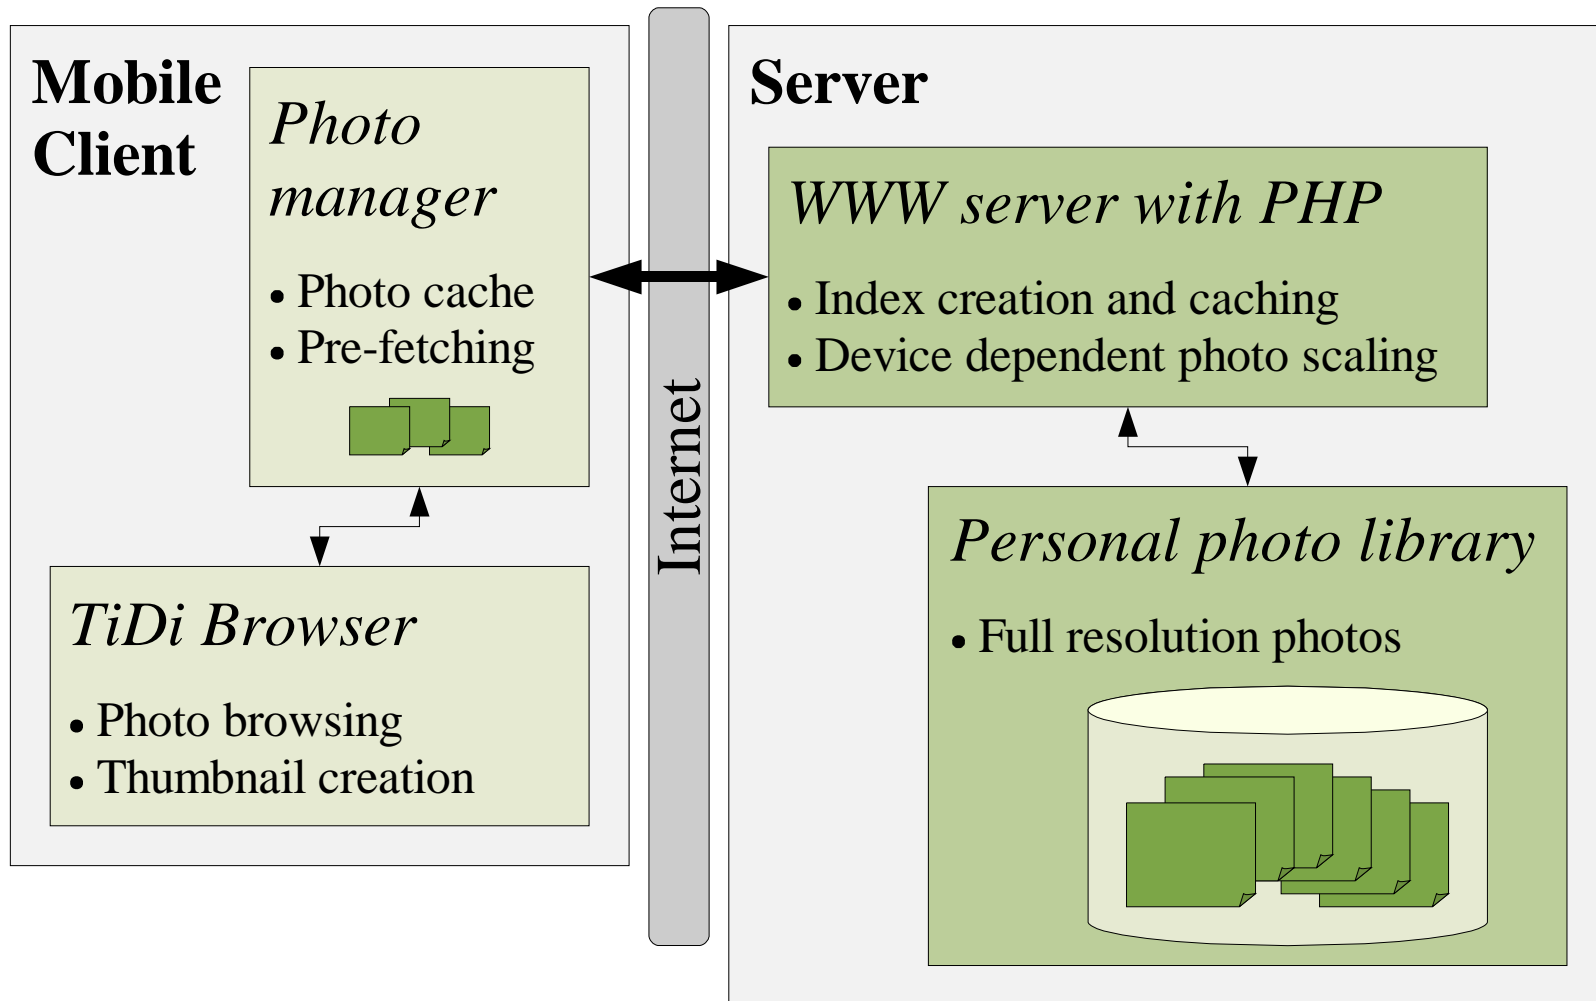 Mobile
Client
Photo
manager
• Photo cache
• Pre-fetching
TiDi Browser
• Photo browsing
• Thumbnail creation
Internet
Server
WWW server with PHP
• Index creation and caching
• Device dependent photo scaling
Personal photo library
• Full resolution photos